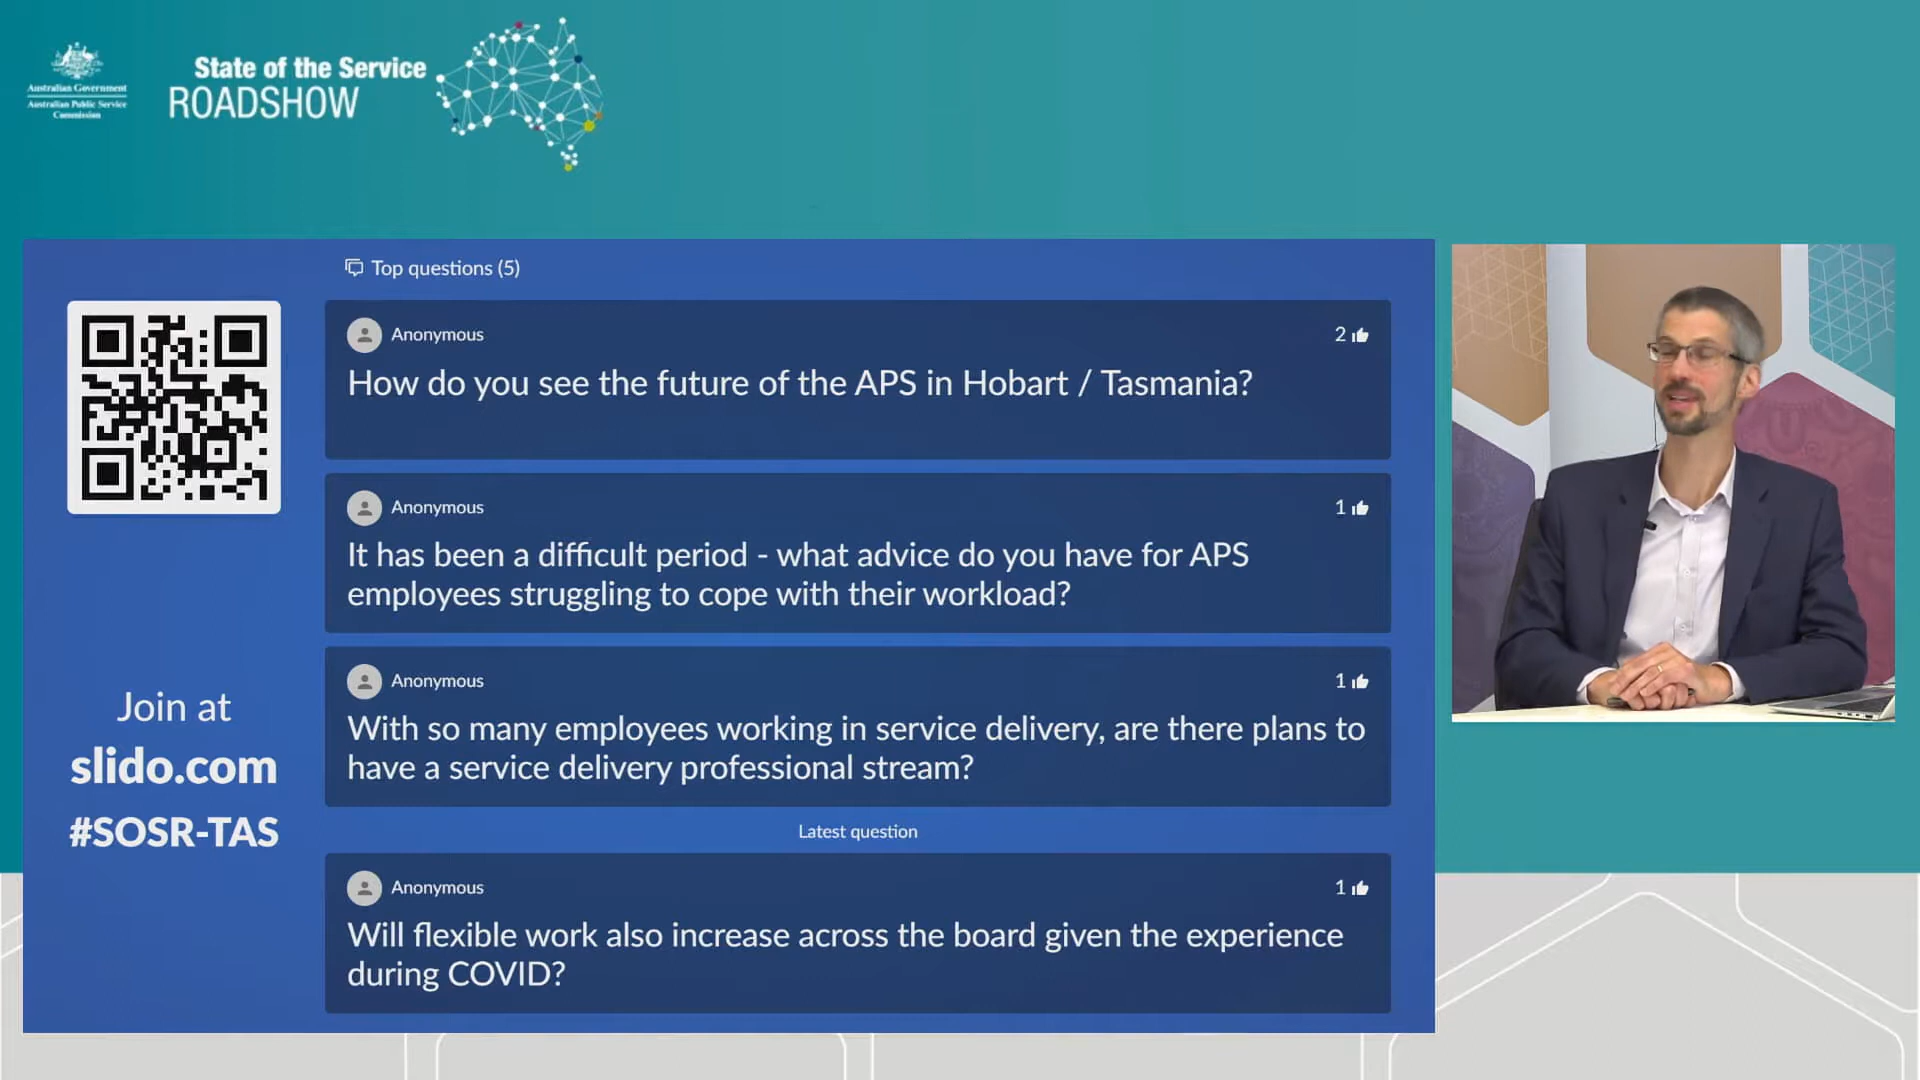 Australian Government
Australian Public Service
Commission
State of the Service
ROADSHOW
Top questions (5)
Anonymous
2
How do you see the future of the APS in Hobart / Tasmania?
Anonymous
1
It has been a difficult period - what advice do you have for APS
employees struggling to cope with their workload?
Anonymous
1
With so many employees working in service delivery, are there plans to
have a service delivery professional stream?
Latest question
Anonymous
1
Will flexible work also increase across the board given the experience
during COVID?
Join at
slido.com
#SOSR-TAS